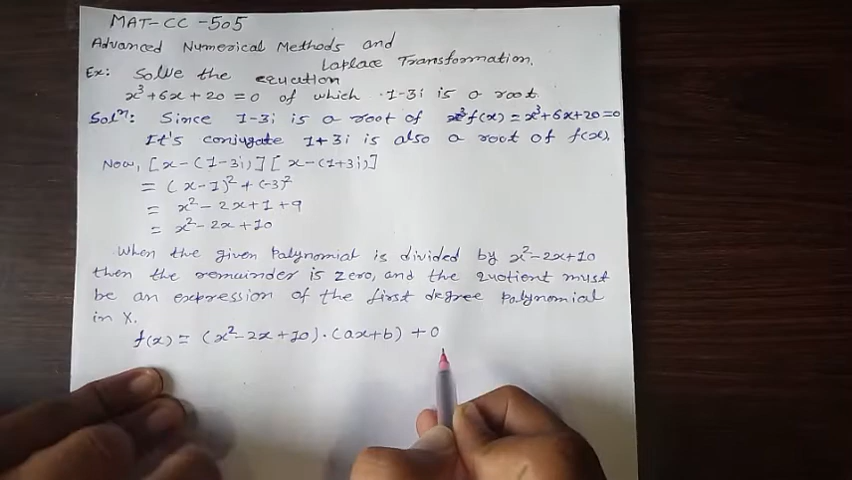 MAT-CC-505
Advanced Numerical Methods and
Laplace Transformation.
Ex: Solve the equation
x³+6x+20=0 of which 1-3i is a root.
Solⁿ: Since 1-3i is a root of f(x)=x³+6x+20=0
It's conjugate 1+3i is also a root of f(x).
Now, [x-(1-3i)][x-(1+3i)]
= (x-1)²+(-3)²
= x²-2x+1+9
= x²-2x+10
When the given Polynomial is divided by x²-2x+10
then the remainder is zero, and the quotient must
be an expression of the first degree Polynomial
in X.
f(x) = (x²-2x+10)·(ax+b)+0